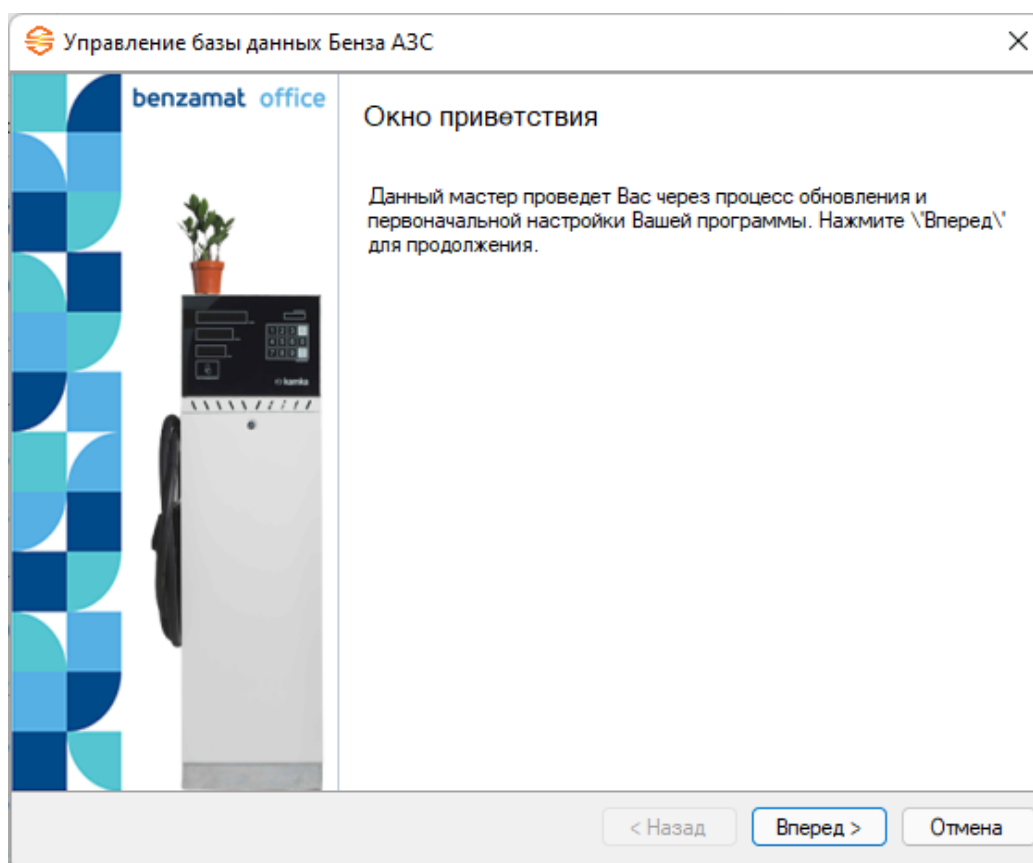 Управление базы данных Бенза АЗС
benzamat office
Окно приветствия
Данный мастер проведет Вас через процесс обновления и
первоначальной настройки Вашей программы. Нажмите \"Вперед\"
для продолжения.
kamka
< Назад
Вперед >
Отмена